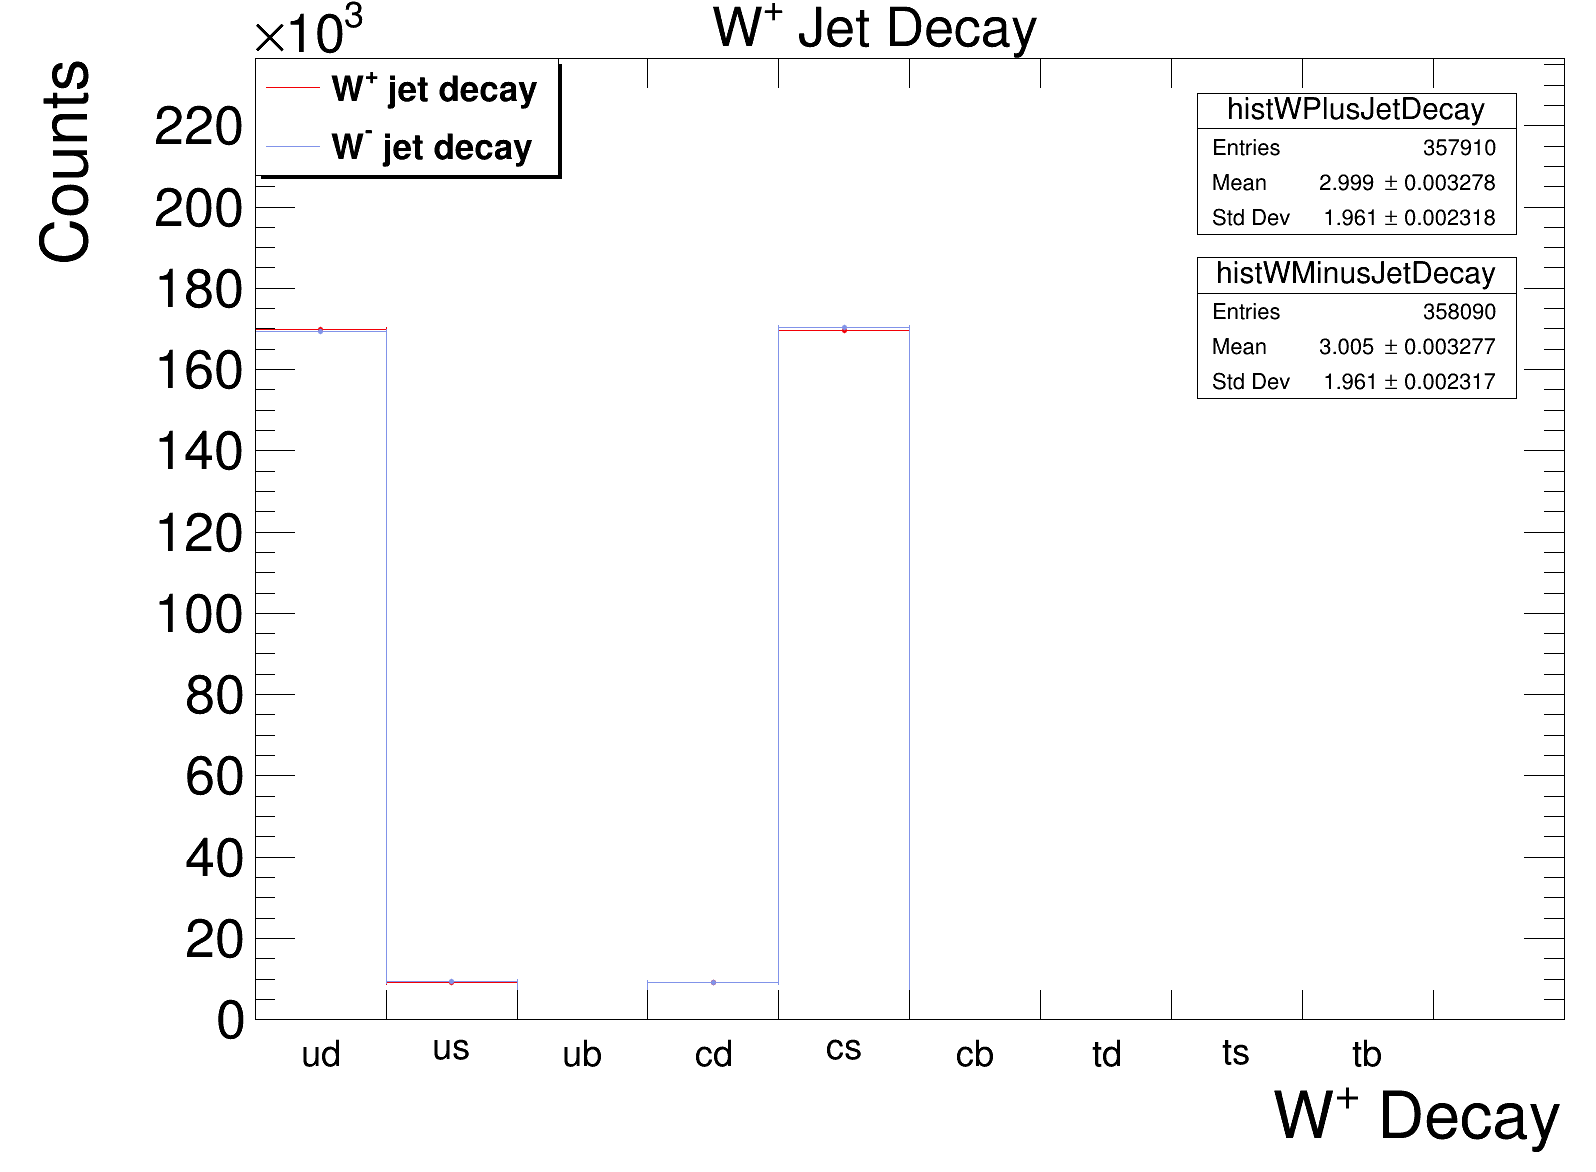 W⁺ Jet Decay
×10³
Counts
W⁺ jet decay
W⁻ jet decay
histWPlusJetDecay
Entries 357910
Mean 2.999 ± 0.003278
Std Dev 1.961 ± 0.002318
histWMinusJetDecay
Entries 358090
Mean 3.005 ± 0.003277
Std Dev 1.961 ± 0.002317
220
200
180
160
140
120
100
80
60
40
20
0
ud us ub cd cs cb td ts tb
W⁺ Decay